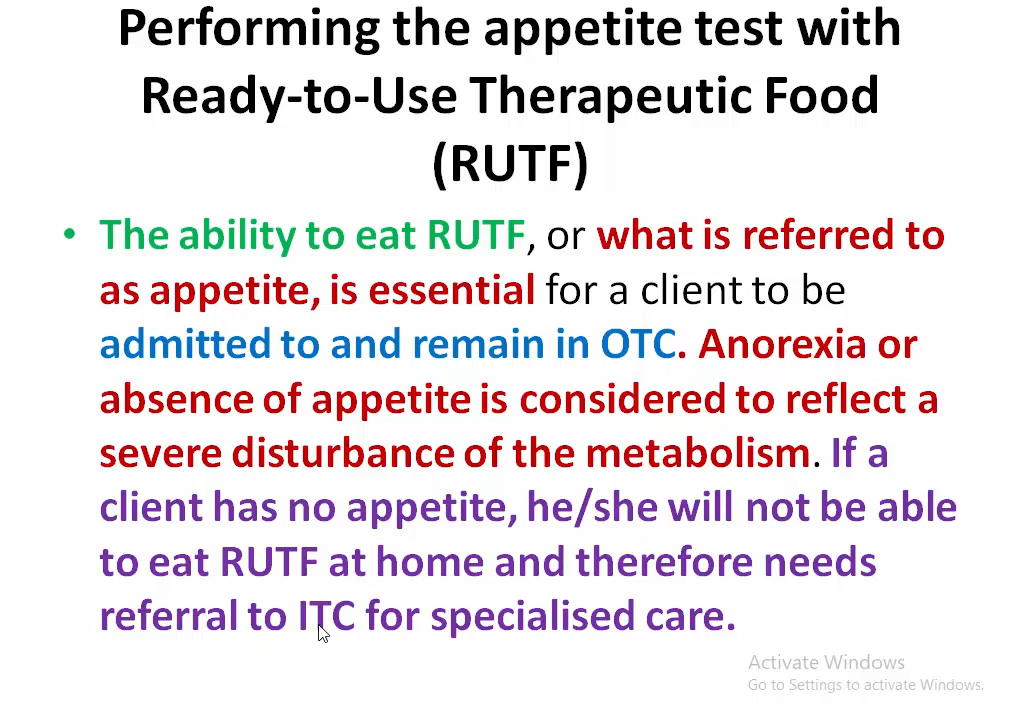 Performing the appetite test with
Ready-to-Use Therapeutic Food
(RUTF)
• The ability to eat RUTF, or what is referred to
as appetite, is essential for a client to be
admitted to and remain in OTC. Anorexia or
absence of appetite is considered to reflect a
severe disturbance of the metabolism. If a
client has no appetite, he/she will not be able
to eat RUTF at home and therefore needs
referral to ITC for specialised care.
Activate Windows
Go to Settings to activate Windows.